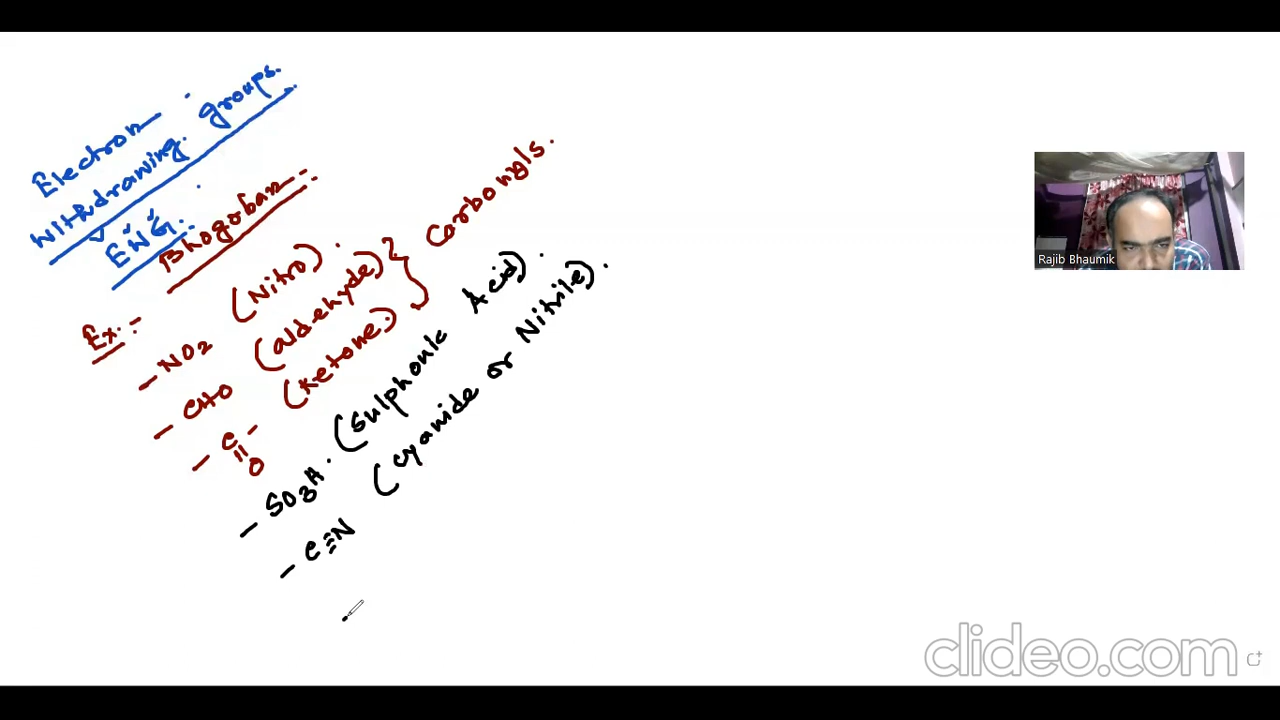 Electron
Withdrawing groups.
EWG.
Bhogoban :-
Ex. :-
- NO2 (Nitro).
- CHO (aldehyde)
- C - (Ketone.) } Carbonyls.
O
- SO3H. (Sulphonic Acid).
- C≡N (Cyanide or Nitrile).
Rajib Bhaumik
clideo.com